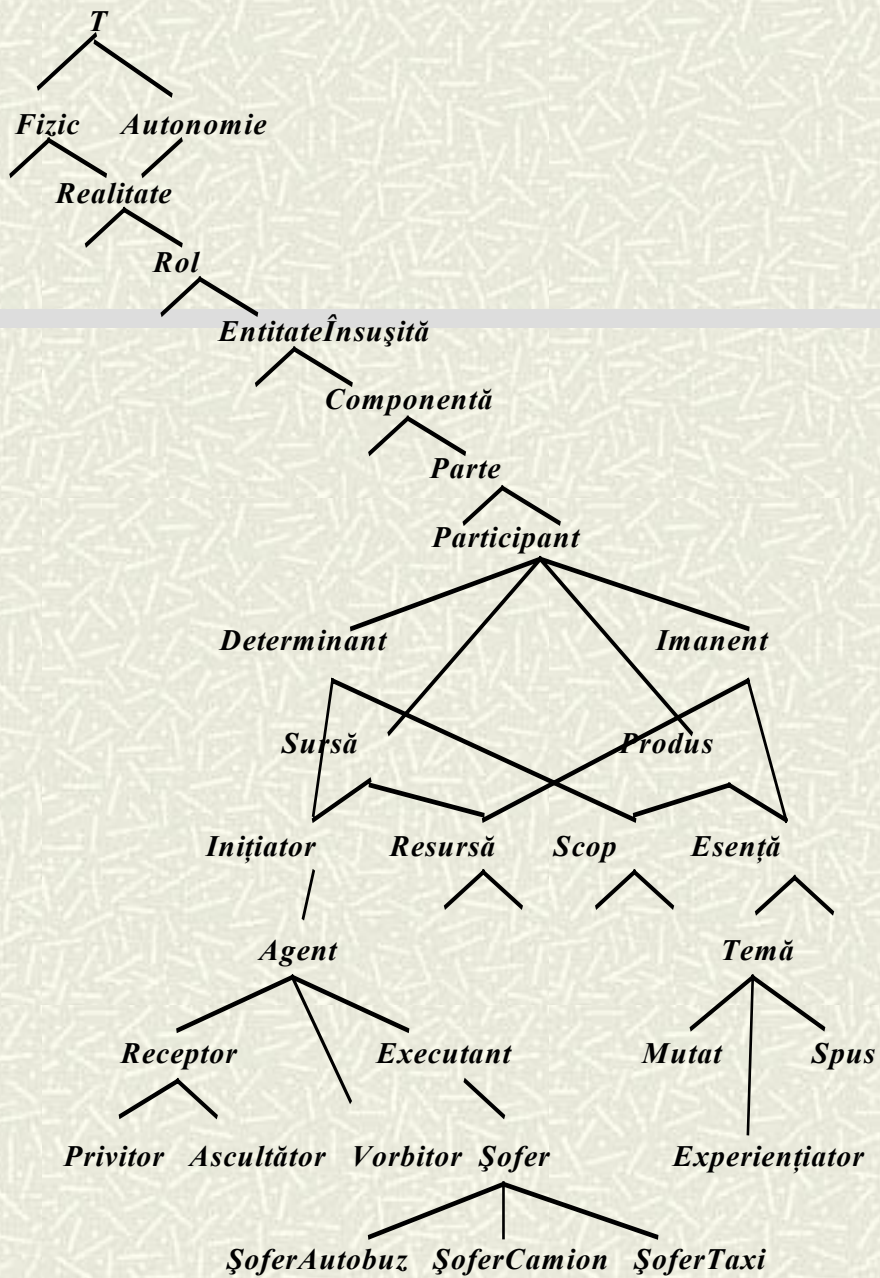 T
Fizic Autonomie
Realitate
Rol
EntitateÎnsuşită
Componentă
Parte
Participant
Determinant Imanent
Sursă Produs
Inițiator Resursă Scop Esență
Agent Temă
Receptor Executant Mutat Spus
Privitor Ascultător Vorbitor Şofer Experiențiator
ŞoferAutobuz ŞoferCamion ŞoferTaxi